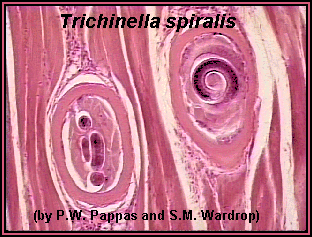 Trichinella spiralis
(by P.W. Pappas and S.M. Wardrop)